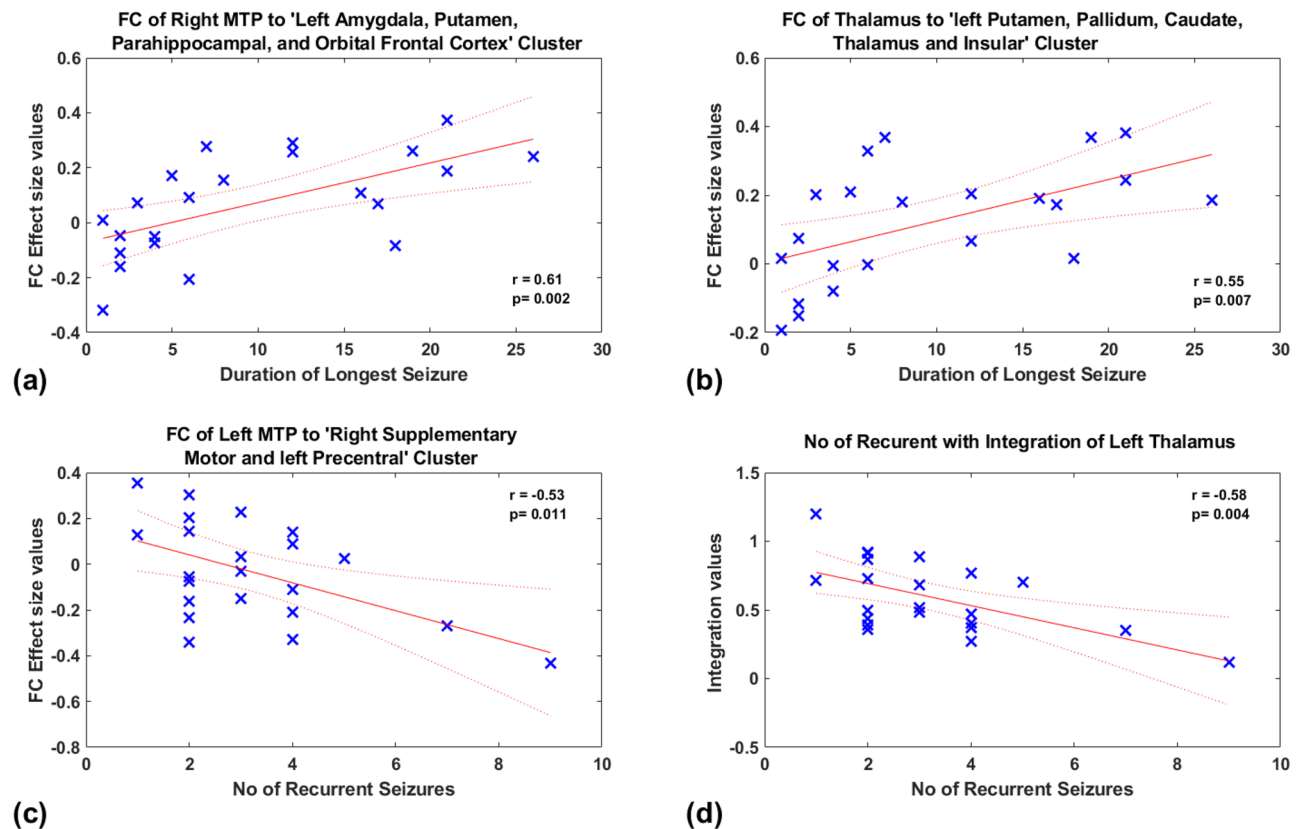 FC of Right MTP to 'Left Amygdala, Putamen,
Parahippocampal, and Orbital Frontal Cortex' Cluster
0.6
0.4
0.2
0
-0.2
-0.4
FC Effect size values
r = 0.61
p= 0.002
0 5 10 15 20 25 30
Duration of Longest Seizure
(a)
FC of Thalamus to 'left Putamen, Pallidum, Caudate,
Thalamus and Insular' Cluster
0.6
0.4
0.2
0
-0.2
FC Effect size values
r = 0.55
p= 0.007
0 5 10 15 20 25 30
Duration of Longest Seizure
(b)
FC of Left MTP to 'Right Supplementary
Motor and left Precentral' Cluster
0.4
0.2
0
-0.2
-0.4
-0.6
-0.8
FC Effect size values
r = -0.53
p= 0.011
0 2 4 6 8 10
No of Recurrent Seizures
(c)
No of Recurent with Integration of Left Thalamus
1.5
1
0.5
0
-0.5
Integration values
r = -0.58
p= 0.004
0 2 4 6 8 10
No of Recurrent Seizures
(d)